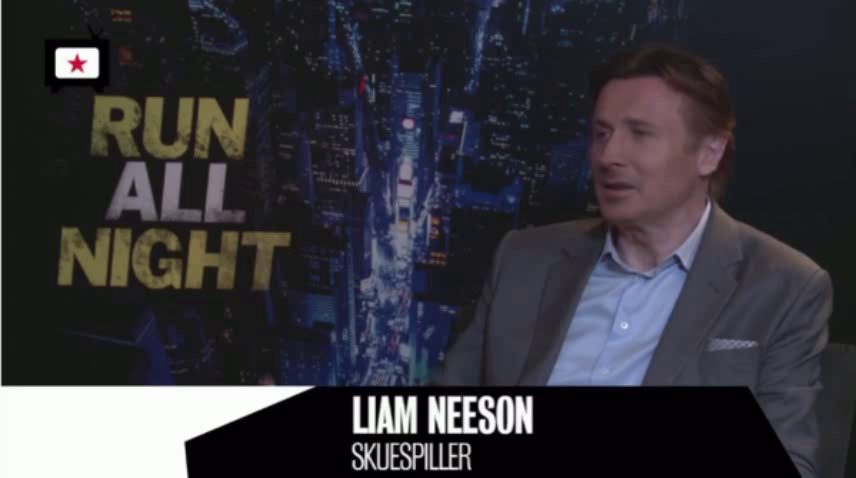 RUN
ALL
NIGHT
LIAM NEESON
SKUESPILLER